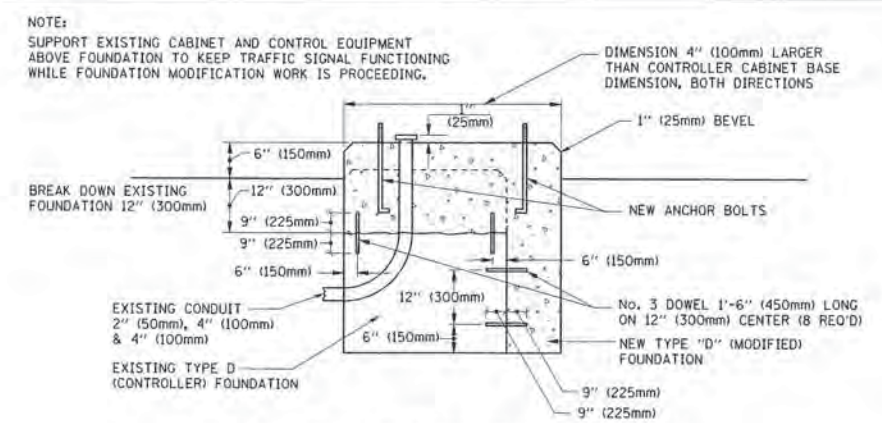 NOTE:
SUPPORT EXISTING CABINET AND CONTROL EQUIPMENT
ABOVE FOUNDATION TO KEEP TRAFFIC SIGNAL FUNCTIONING
WHILE FOUNDATION MODIFICATION WORK IS PROCEEDING.
DIMENSION 4" (100mm) LARGER
THAN CONTROLLER CABINET BASE
DIMENSION, BOTH DIRECTIONS
1"
(25mm)
1" (25mm) BEVEL
6" (150mm)
BREAK DOWN EXISTING
FOUNDATION 12" (300mm)
12" (300mm)
NEW ANCHOR BOLTS
9" (225mm)
9" (225mm)
6" (150mm)
6" (150mm)
12" (300mm)
No. 3 DOWEL 1'-6" (450mm) LONG
ON 12" (300mm) CENTER (8 REQ'D)
EXISTING CONDUIT
2" (50mm), 4" (100mm)
& 4" (100mm)
6" (150mm)
NEW TYPE "D" (MODIFIED)
FOUNDATION
EXISTING TYPE D
(CONTROLLER) FOUNDATION
9" (225mm)
9" (225mm)